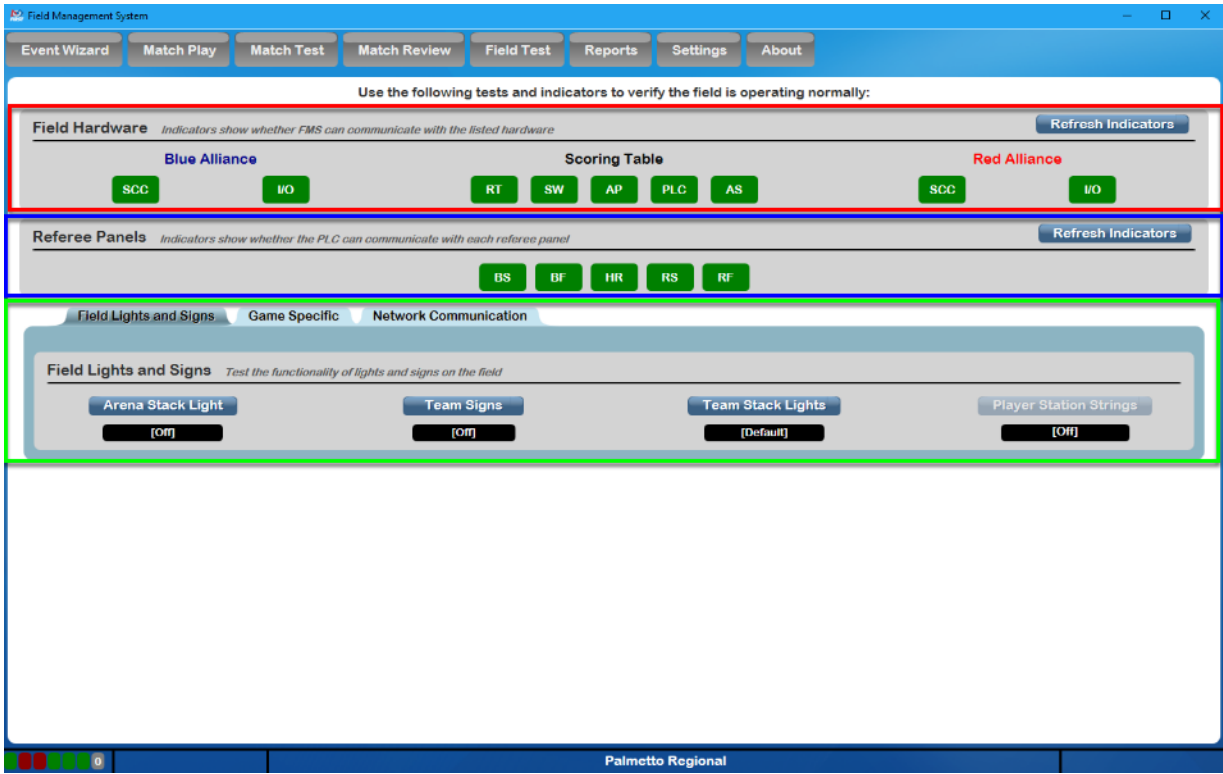 Field Management System
Event Wizard Match Play Match Test Match Review Field Test Reports Settings About
Use the following tests and indicators to verify the field is operating normally:
Field Hardware Indicators show whether FMS can communicate with the listed hardware Refresh Indicators
Blue Alliance Scoring Table Red Alliance
SCC I/O RT SW AP PLC AS SCC I/O
Referee Panels Indicators show whether the PLC can communicate with each referee panel Refresh Indicators
BS BF HR RS RF
Field Lights and Signs Game Specific Network Communication
Field Lights and Signs Test the functionality of lights and signs on the field
Arena Stack Light Team Signs Team Stack Lights Player Station Strings
[Off] [Off] [Default] [Off]
0 Palmetto Regional